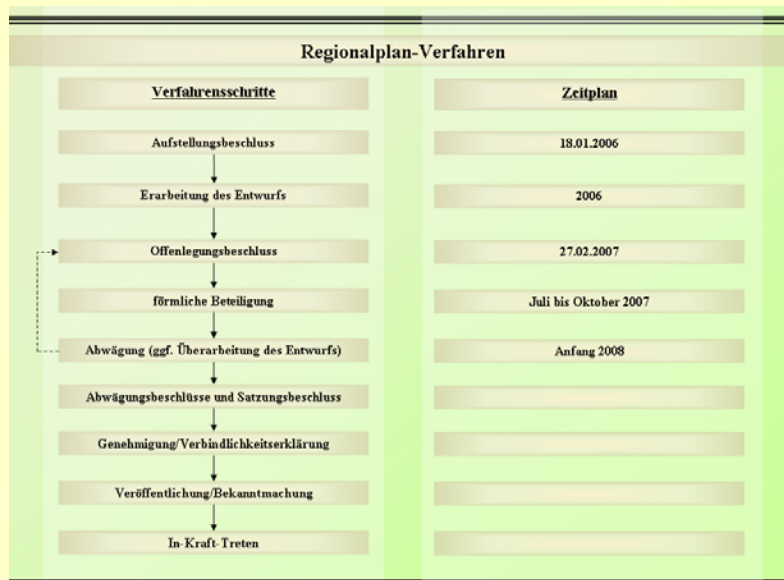 Regionalplan-Verfahren
Verfahrensschritte Zeitplan
Aufstellungsbeschluss 18.01.2006
Erarbeitung des Entwurfs 2006
Offenlegungsbeschluss 27.02.2007
förmliche Beteiligung Juli bis Oktober 2007
Abwägung (ggf. Überarbeitung des Entwurfs) Anfang 2008
Abwägungsbeschlüsse und Satzungsbeschluss
Genehmigung/Verbindlichkeitserklärung
Veröffentlichung/Bekanntmachung
In-Kraft-Treten